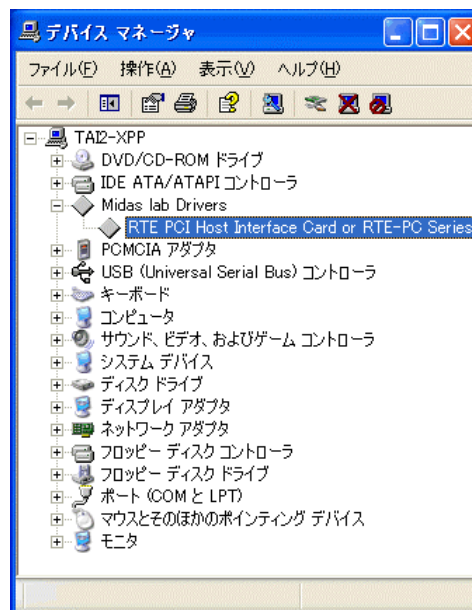 デバイス マネージャ
ファイル(F) 操作(A) 表示(V) ヘルプ(H)
TAI2-XPP
DVD/CD-ROM ドライブ
IDE ATA/ATAPI コントローラ
Midas lab Drivers
RTE PCI Host Interface Card or RTE-PC Series
PCMCIA アダプタ
USB (Universal Serial Bus) コントローラ
キーボード
コンピュータ
サウンド、ビデオ、およびゲーム コントローラ
システム デバイス
ディスク ドライブ
ディスプレイ アダプタ
ネットワーク アダプタ
フロッピー ディスク コントローラ
フロッピー ディスク ドライブ
ポート (COM と LPT)
マウスとそのほかのポインティング デバイス
モニタ